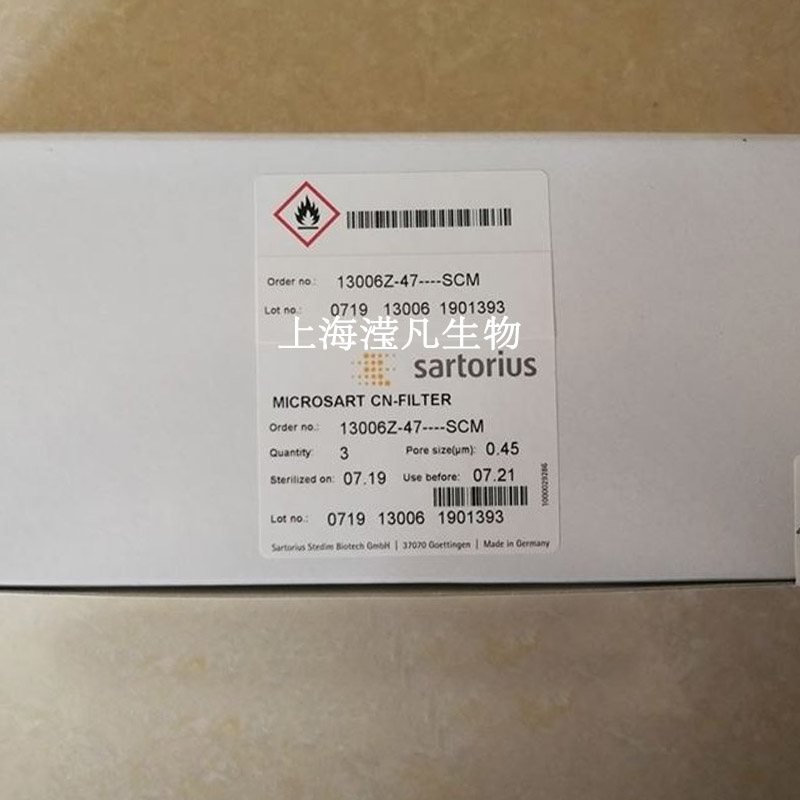 Order no.: 13006Z-47----SCM
Lot no.: 0719 13006 1901393
上海滢凡生物
sartorius
MICROSART CN-FILTER
Order no.: 13006Z-47----SCM
Quantity: 3 Pore size(µm): 0.45
Sterilized on: 07.19 Use before: 07.21
1000029286
Lot no.: 0719 13006 1901393
Sartorius Stedim Biotech GmbH | 37070 Goettingen | Made in Germany